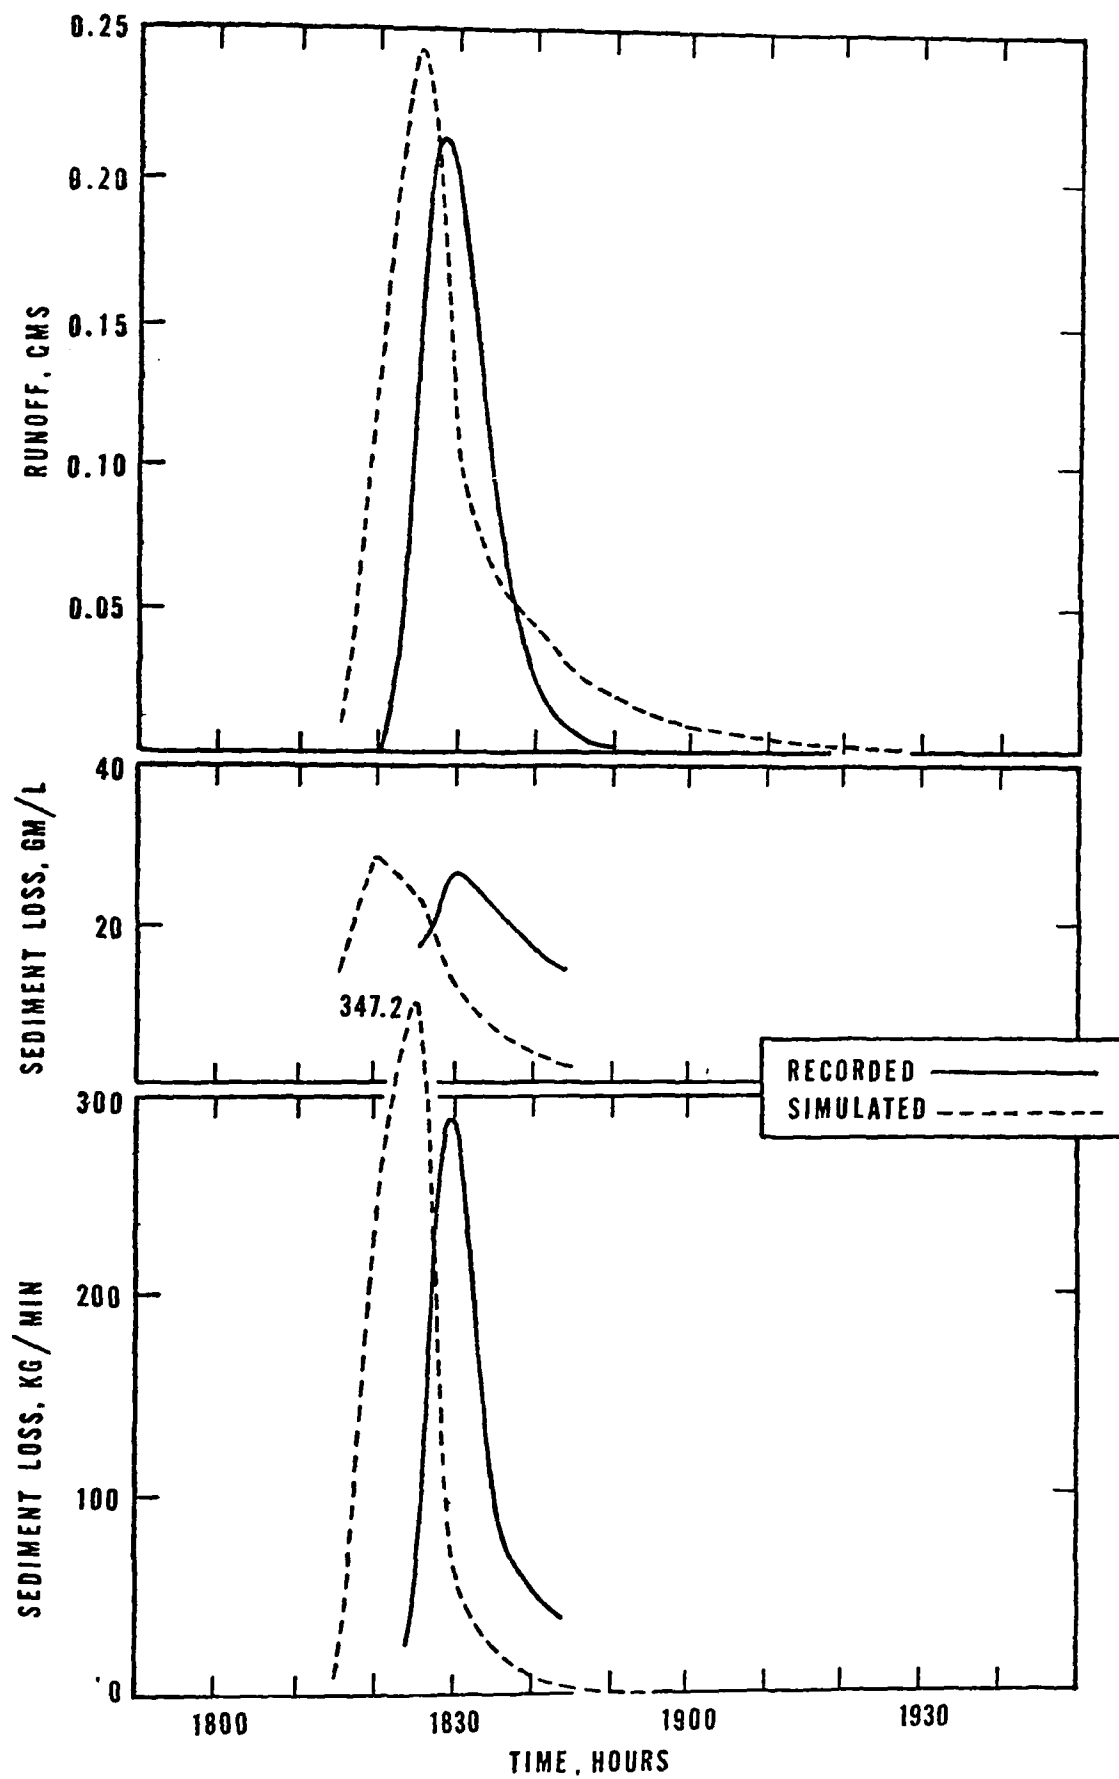 0.25
0.20
0.15
0.10
0.05
RUNOFF, CMS
40
20
SEDIMENT LOSS, GM/L
347.2
RECORDED
SIMULATED
300
200
100
0
SEDIMENT LOSS, KG/MIN
1800 1830 1900 1930
TIME, HOURS